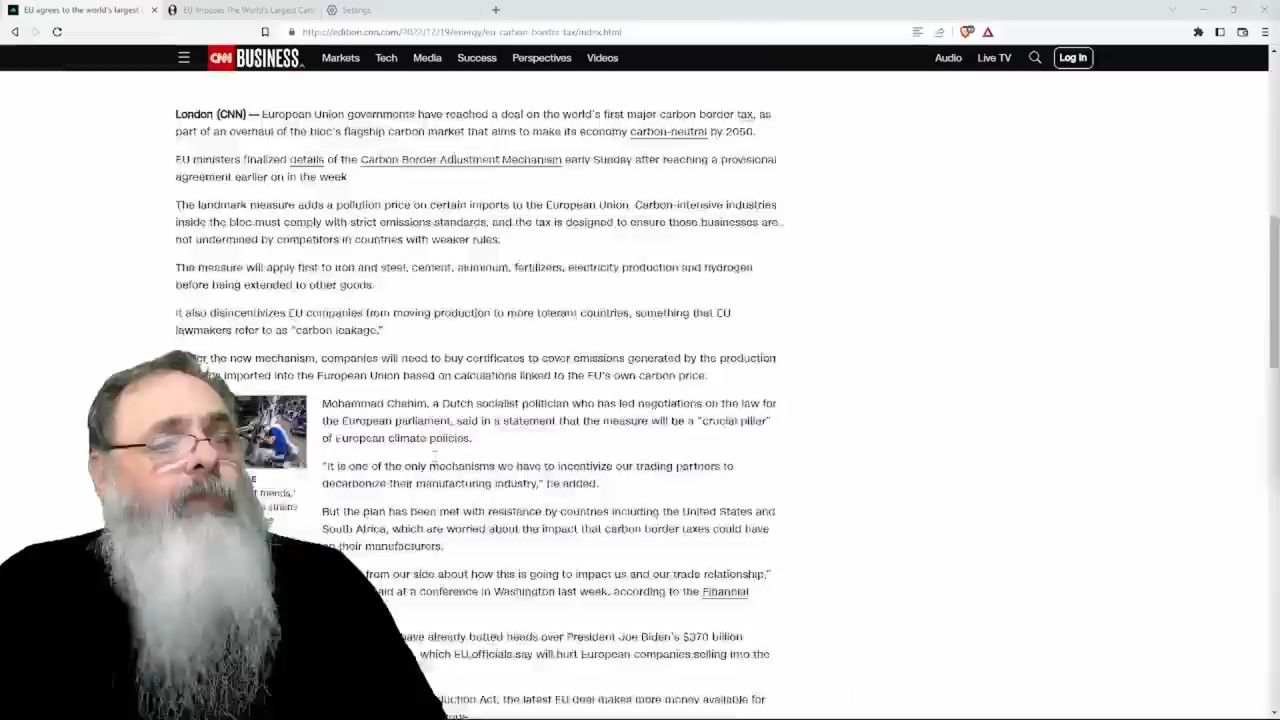 EU agrees to the world's largest
EU Imposes The World's Largest Carb
Settings
https://edition.cnn.com/2022/12/19/energy/eu-carbon-border-tax/index.html
CNN BUSINESS Markets Tech Media Success Perspectives Videos Audio Live TV Log In
London (CNN) — European Union governments have reached a deal on the world's first major carbon border tax, as
part of an overhaul of the bloc's flagship carbon market that aims to make its economy carbon-neutral by 2050.
EU ministers finalized details of the Carbon Border Adjustment Mechanism early Sunday after reaching a provisional
agreement earlier on in the week
The landmark measure adds a pollution price on certain imports to the European Union. Carbon-intensive industries
inside the bloc must comply with strict emissions standards, and the tax is designed to ensure those businesses are
not undermined by competitors in countries with weaker rules.
The measure will apply first to iron and steel, cement, aluminum, fertilizers, electricity production and hydrogen
before being extended to other goods.
It also disincentivizes EU companies from moving production to more tolerant countries, something that EU
lawmakers refer to as "carbon leakage."
the new mechanism, companies will need to buy certificates to cover emissions generated by the production
imported into the European Union based on calculations linked to the EU's own carbon price.
Mohammad Chahim, a Dutch socialist politician who has led negotiations on the law for
the European parliament, said in a statement that the measure will be a "crucial pillar"
of European climate policies.
"It is one of the only mechanisms we have to incentivize our trading partners to
decarbonize their manufacturing industry," he added.
But the plan has been met with resistance by countries including the United States and
South Africa, which are worried about the impact that carbon border taxes could have
on their manufacturers.
from our side about how this is going to impact us and our trade relationship,"
said at a conference in Washington last week, according to the Financial
have already butted heads over President Joe Biden's $370 billion
, which EU officials say will hurt European companies selling into the
duction Act, the latest EU deal makes more money available for